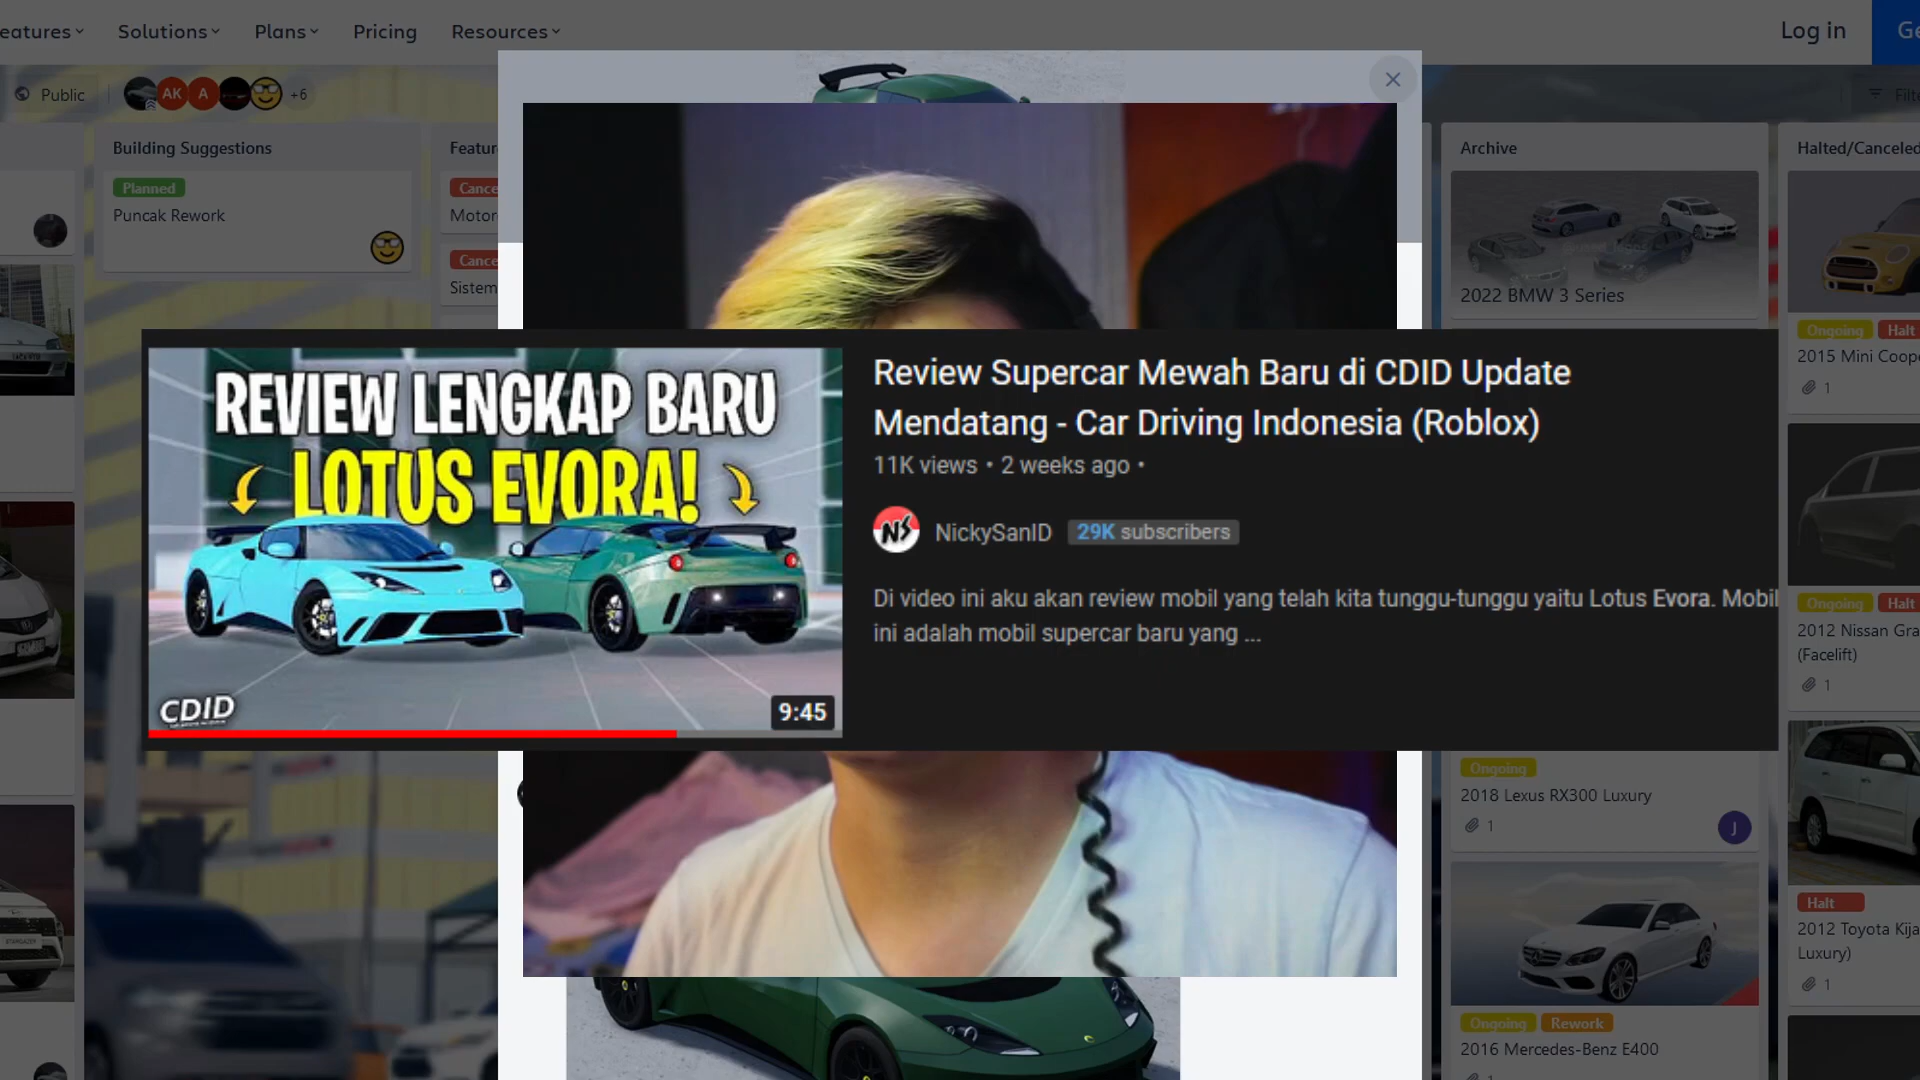 eatures
Solutions
Plans
Pricing
Resources
Log in
Public
AK
A
+6
Building Suggestions
Planned
Puncak Rework
Archive
2022 BMW 3 Series
Halted/Canceled
Ongoing
Halt
1
REVIEW LENGKAP BARU
LOTUS EVORA!
CDID
9:45
Review Supercar Mewah Baru di CDID Update
Mendatang - Car Driving Indonesia (Roblox)
11K views • 2 weeks ago •
NS
NickySanID
29K subscribers
Di video ini aku akan review mobil yang telah kita tunggu-tunggu yaitu Lotus Evora. Mobil
ini adalah mobil supercar baru yang ...
Ongoing
Halt
2012 Nissan Gra
(Facelift)
1
Ongoing
2018 Lexus RX300 Luxury
1
J
Ongoing
Rework
2016 Mercedes-Benz E400
Halt
2012 Toyota Kija
Luxury)
1